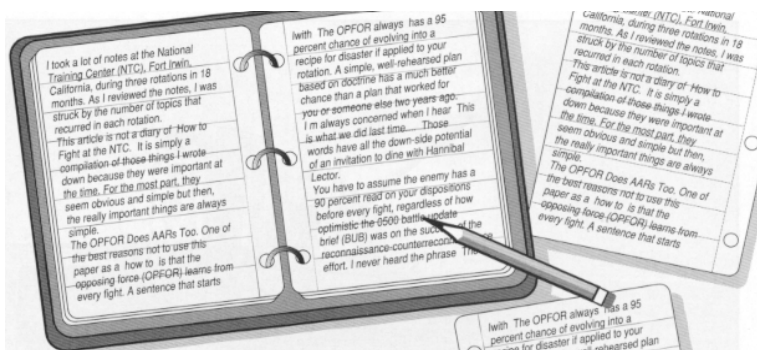 I took a lot of notes at the National
Training Center (NTC), Fort Irwin,
California, during three rotations in 18
months. As I reviewed the notes, I was
struck by the number of topics that
recurred in each rotation.
This article is not a diary of How to
Fight at the NTC. It is simply a
compilation of those things I wrote
down because they were important at
the time. For the most part, they
seem obvious and simple but then,
the really important things are always
simple.
The OPFOR Does AARs Too. One of
the best reasons not to use this
paper as a how to is that the
opposing force (OPFOR) learns from
every fight. A sentence that starts
Iwith The OPFOR always has a 95
percent chance of evolving into a
recipe for disaster if applied to your
rotation. A simple, well-rehearsed plan
based on doctrine has a much better
chance than a plan that worked for
you or someone else two years ago.
I m always concerned when I hear This
is what we did last time. Those
words have all the down-side potential
of an invitation to dine with Hannibal
Lector.
You have to assume the enemy has a
90 percent read on your dispositions
before every fight, regardless of how
optimistic the 0500 battle update
brief (BUB) was on the of the
effort. I never heard the phrase
National
(NTC), Fort Irwin,
California, during three rotations in 18
months. As I reviewed the notes, I was
struck by the number of topics that
recurred in each rotation.
This article is not a diary of How to
Fight at the NTC. It is simply a
compilation of those things I wrote
down because they were important at
the time. For the most part, they
seem obvious and simple but then,
the really important things are always
simple.
The OPFOR Does AARs Too. One of
the best reasons not to use this
paper as a how to is that the
opposing force (OPFOR) learns from
every fight. A sentence that starts
Iwith The OPFOR always has a 95
percent chance of evolving into a
for disaster if applied to your
plan